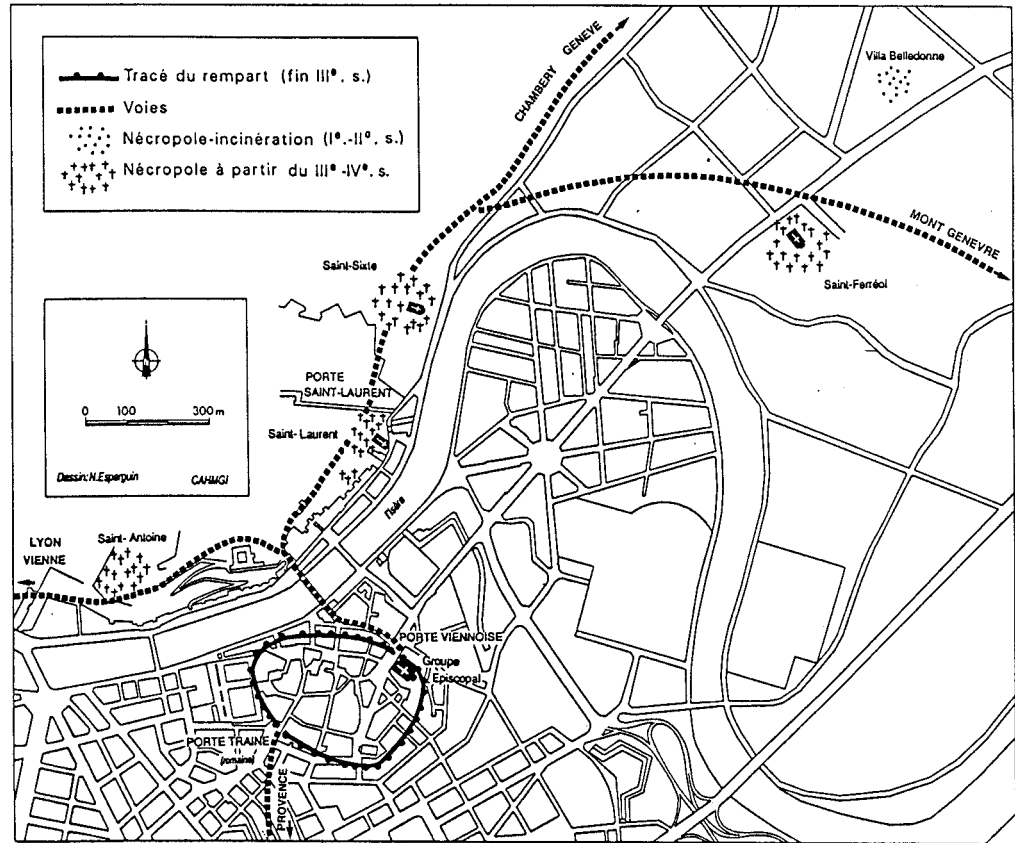 Tracé du rempart (fin IIIe. s.)
Voies
Nécropole-incinération (Ie.-IIe. s.)
Nécropole à partir du IIIe-IVe. s.
CHAMBERY GENEVE
Villa Belledonne
MONT GENEVRE
Saint-Ferréol
Saint-Sixte
PORTE
SAINT-LAURENT
Saint-Laurent
0 100 300 m
Dessin: H.Esparguin CAHMGI
l'Isère
LYON
VIENNE
Saint-Antoine
PORTE VIENNOISE
Groupe
Episcopal
PORTE TRAINE
(romaine)
PROVENCE